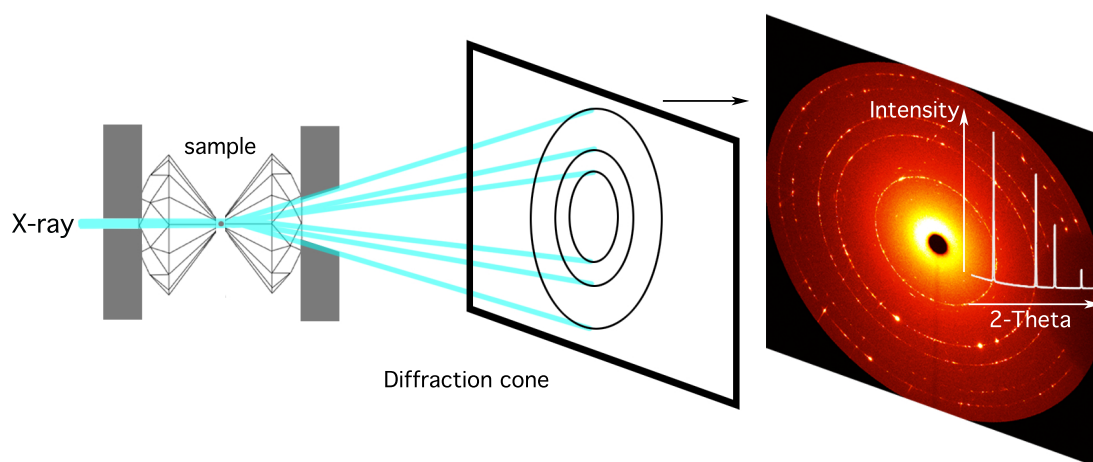 sample
X-ray
Diffraction cone
Intensity
2-Theta